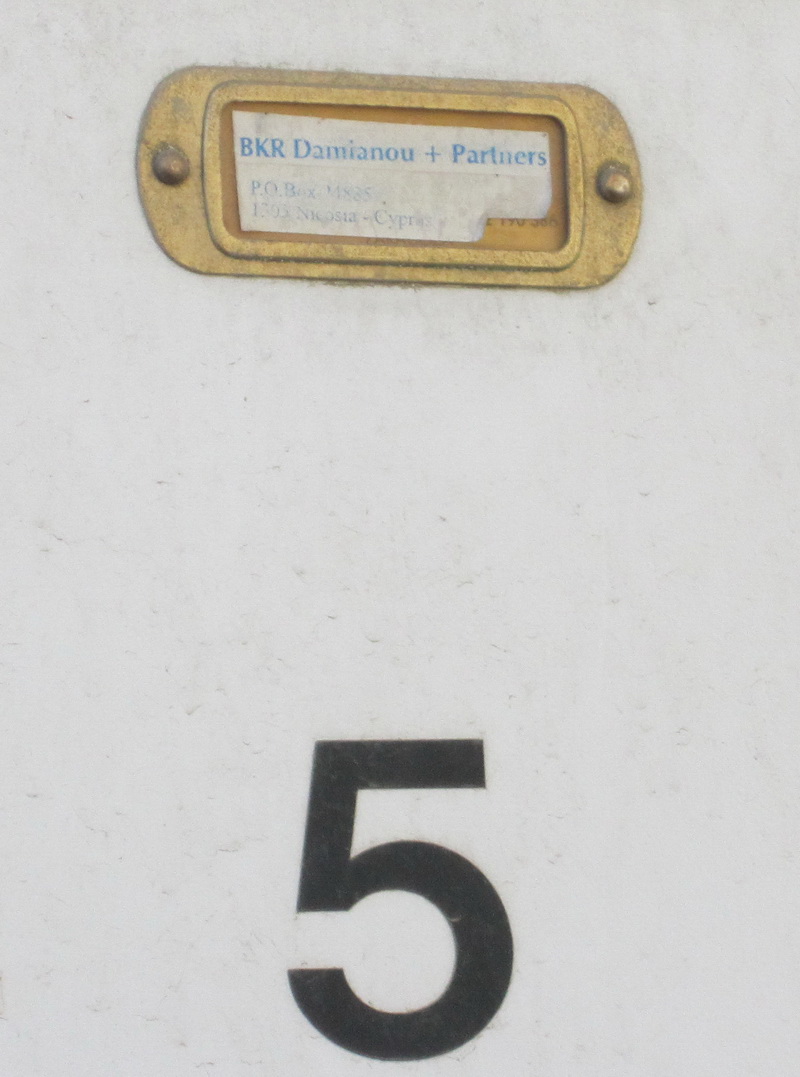 BKR Damianou + Partners
P.O.Box
Nicosia - Cyprus
5